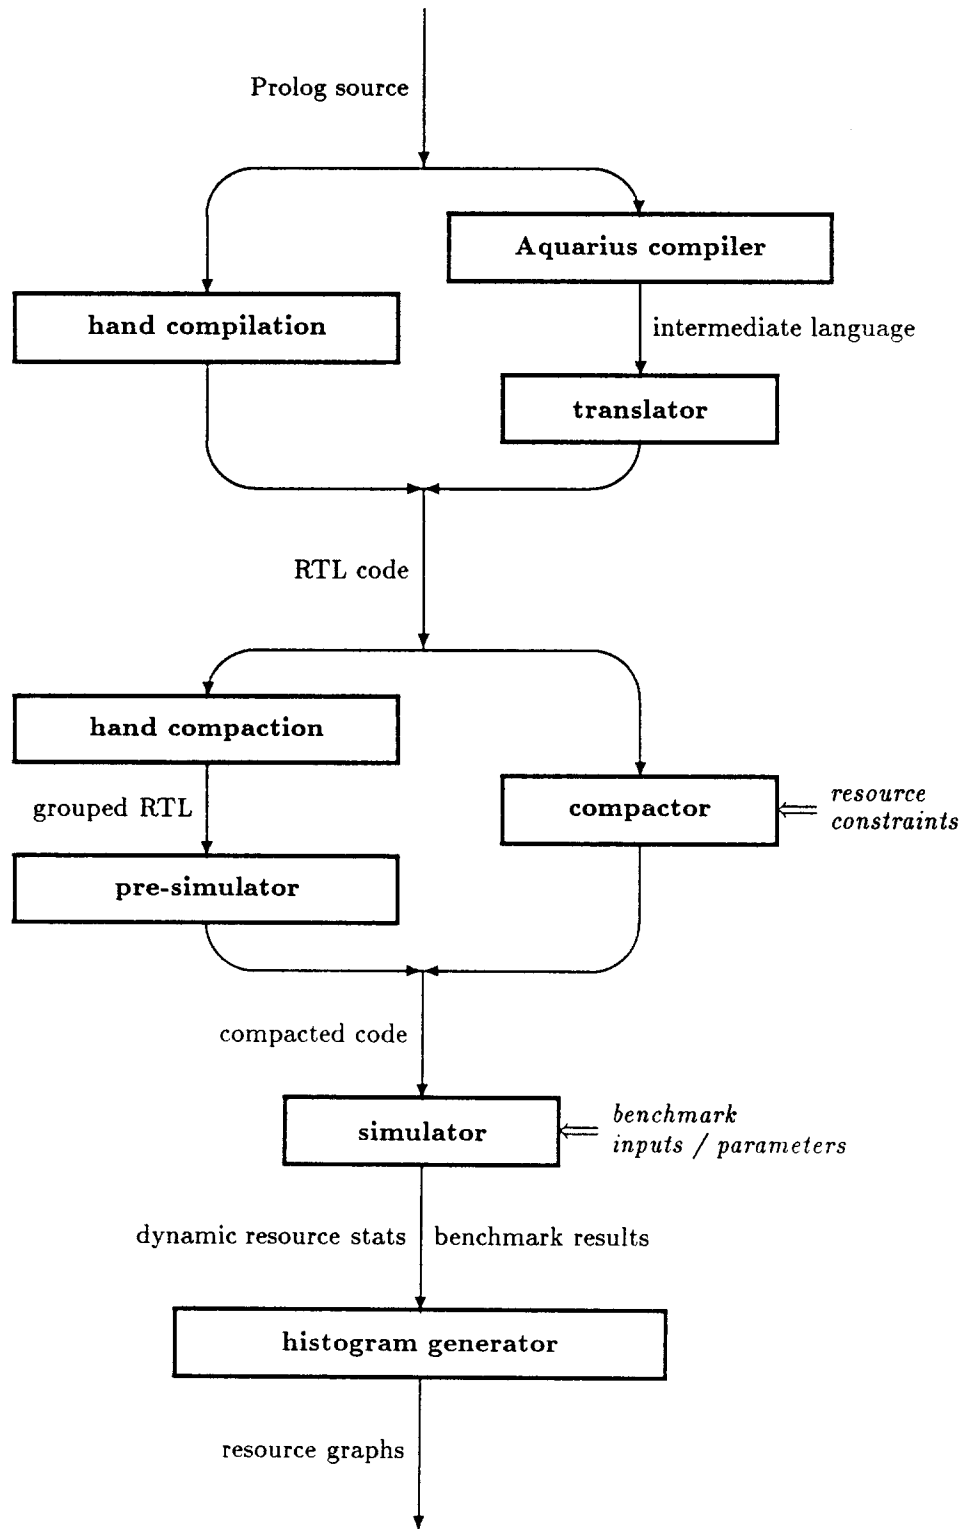 Prolog source
Aquarius compiler
hand compilation
intermediate language
translator
RTL code
hand compaction
grouped RTL
compactor
resource
constraints
pre-simulator
compacted code
simulator
benchmark
inputs / parameters
dynamic resource stats
benchmark results
histogram generator
resource graphs